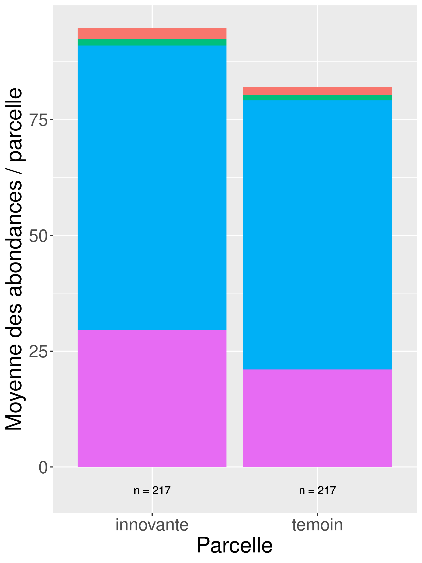 Moyenne des abondances / parcelle
75
50
25
0
n = 217
n = 217
innovante
temoin
Parcelle